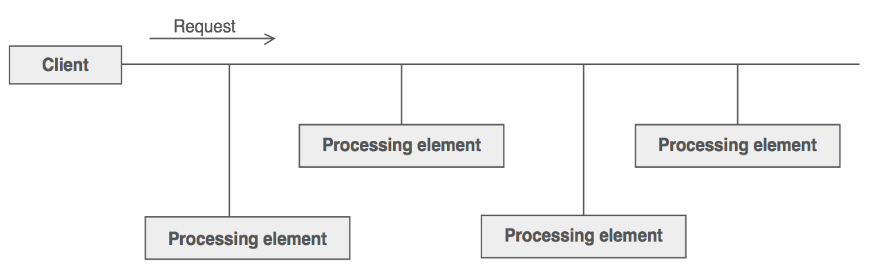 Request
Client
Processing element
Processing element
Processing element
Processing element